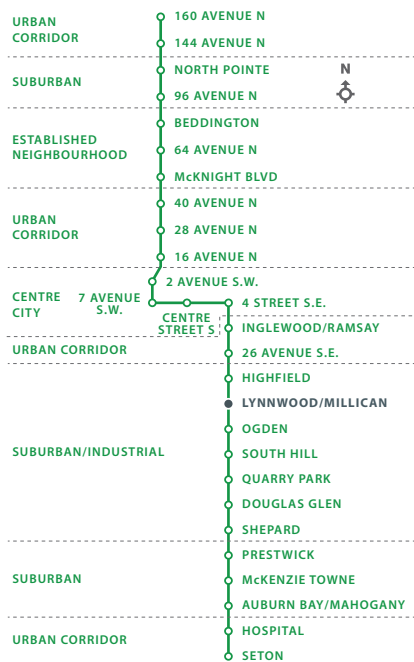 160 AVENUE N
URBAN
CORRIDOR
144 AVENUE N
NORTH POINTE
N
SUBURBAN
96 AVENUE N
BEDDINGTON
ESTABLISHED
NEIGHBOURHOOD
64 AVENUE N
McKNIGHT BLVD
40 AVENUE N
URBAN
CORRIDOR
28 AVENUE N
16 AVENUE N
2 AVENUE S.W.
CENTRE
CITY
7 AVENUE
S.W.
CENTRE
STREET S
4 STREET S.E.
INGLEWOOD/RAMSAY
URBAN CORRIDOR
26 AVENUE S.E.
HIGHFIELD
LYNNWOOD/MILLICAN
OGDEN
SUBURBAN/INDUSTRIAL
SOUTH HILL
QUARRY PARK
DOUGLAS GLEN
SHEPARD
PRESTWICK
SUBURBAN
McKENZIE TOWNE
AUBURN BAY/MAHOGANY
HOSPITAL
URBAN CORRIDOR
SETON